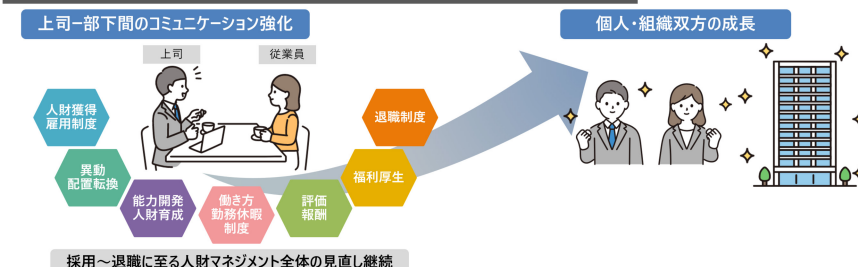 上司-部下間のコミュニケーション強化
個人・組織双方の成長
上司
従業員
人財獲得
雇用制度
異動
配置転換
能力開発
人財育成
働き方
勤務休暇
制度
評価
報酬
福利厚生
退職制度
採用～退職に至る人財マネジメント全体の見直し継続